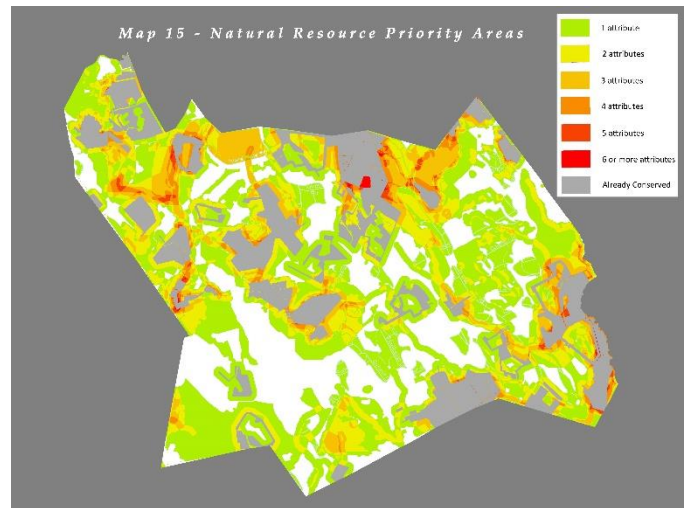 Map 15 - Natural Resource Priority Areas
1 attribute
2 attributes
3 attributes
4 attributes
5 attributes
6 or more attributes
Already Conserved